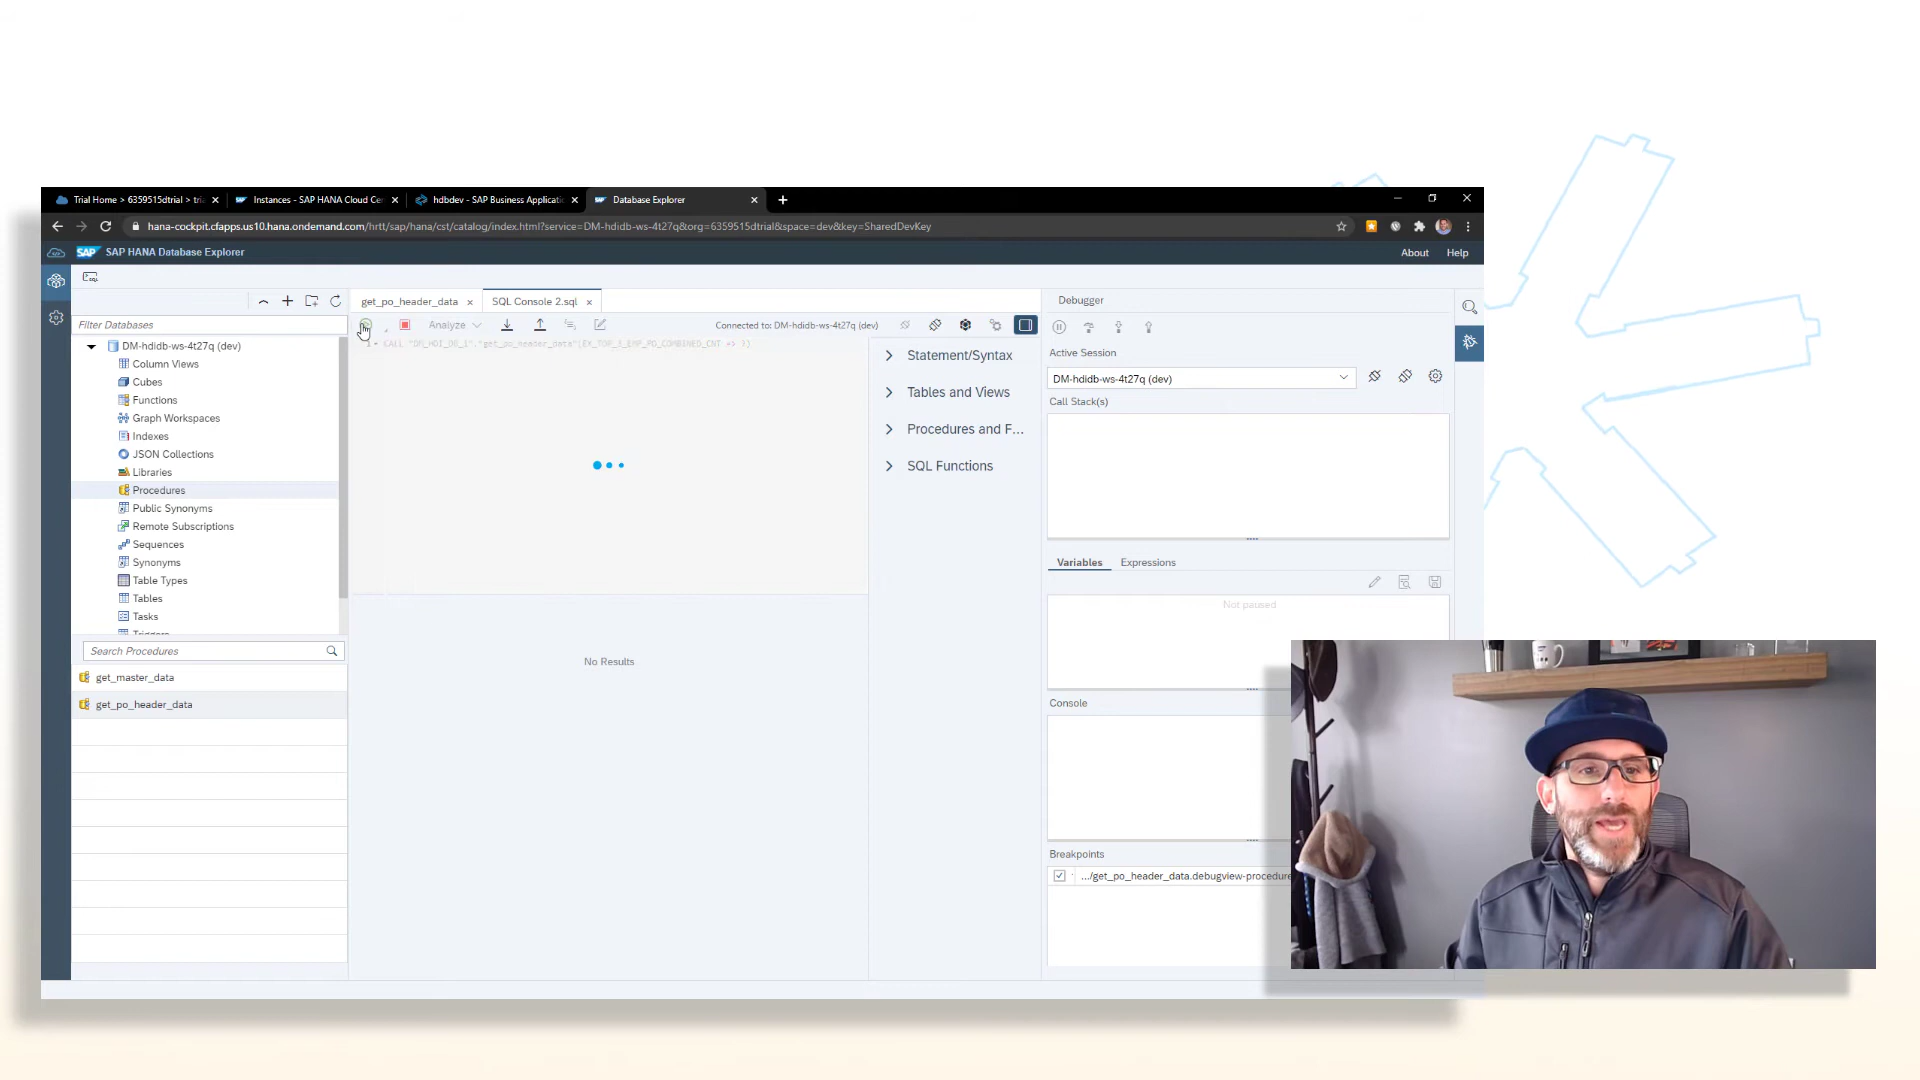 Trial Home > 6359515dtrial > tri
Instances - SAP HANA Cloud Ce
hdbdev - SAP Business Applicati
Database Explorer
hana-cockpit.cfapps.us10.hana.ondemand.com/hrtt/sap/hana/cst/catalog/index.html?service=DM-hdidb-ws-4t27q&org=6359515dtrial&space=dev&key=SharedDevKey
SAP SAP HANA Database Explorer
About
Help
get_po_header_data
SQL Console 2.sql
Debugger
Filter Databases
Analyze
Connected to: DM-hdidb-ws-4t27q (dev)
1
DM-hdidb-ws-4t27q (dev)
Column Views
Cubes
Functions
Graph Workspaces
Indexes
JSON Collections
Libraries
Procedures
Public Synonyms
Remote Subscriptions
Sequences
Synonyms
Table Types
Tables
Tasks
Triggers
Search Procedures
get_master_data
get_po_header_data
No Results
Statement/Syntax
Tables and Views
Procedures and F...
SQL Functions
Active Session
DM-hdidb-ws-4t27q (dev)
Call Stack(s)
Variables
Expressions
Not paused
Console
Breakpoints
.../get_po_header_data.debugview-procedure